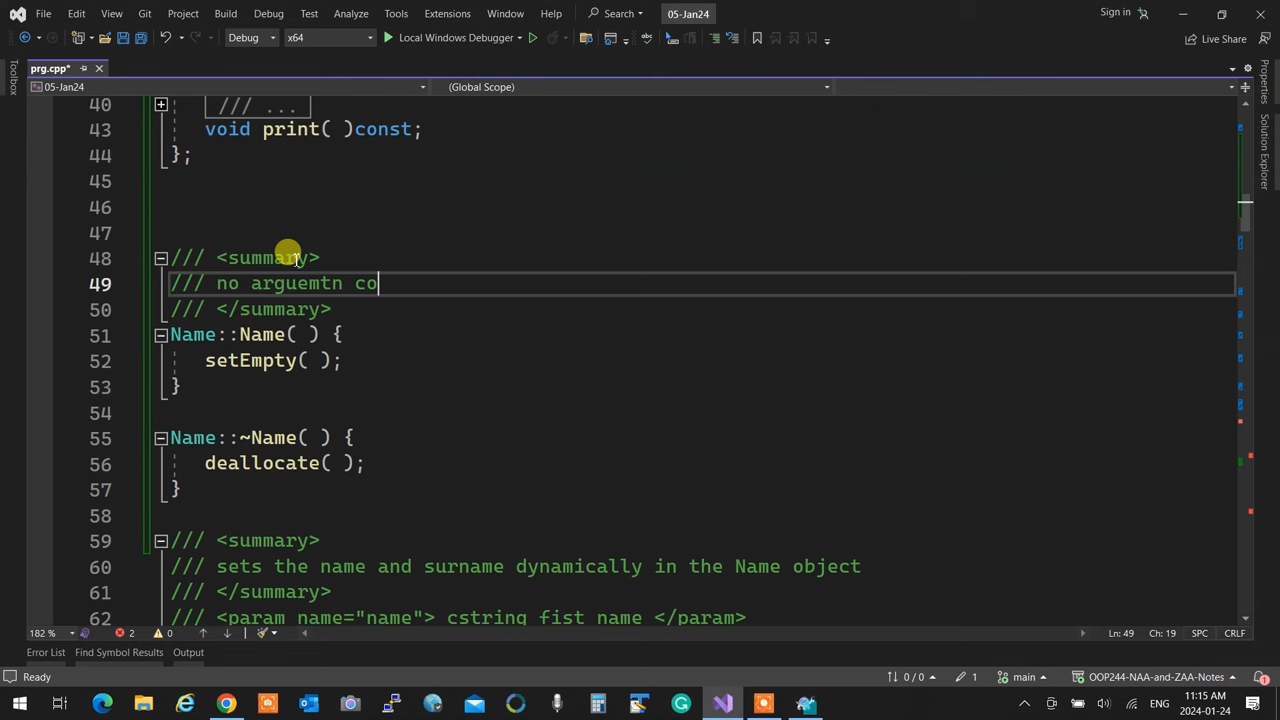 File Edit View Git Project Build Debug Test Analyze Tools Extensions Window Help Search 05-Jan24 Sign in
Debug x64 Local Windows Debugger Live Share
Toolbox
prg.cpp*
05-Jan24 (Global Scope)
Properties
Solution Explorer
40 /// ...
43 void print( )const;
44 };
45
46
47
48 /// <summary>
49 /// no arguemtn co
50 /// </summary>
51 Name::Name( ) {
52 setEmpty( );
53 }
54
55 Name::~Name( ) {
56 deallocate( );
57 }
58
59 /// <summary>
60 /// sets the name and surname dynamically in the Name object
61 /// </summary>
62 /// <param name="name"> cstring fist name </param>
182 % 2 0 Ln: 49 Ch: 19 SPC CRLF
Error List Find Symbol Results Output
Ready 0 / 0 1 main OOP244-NAA-and-ZAA-Notes 1
ENG 11:15 AM
2024-01-24